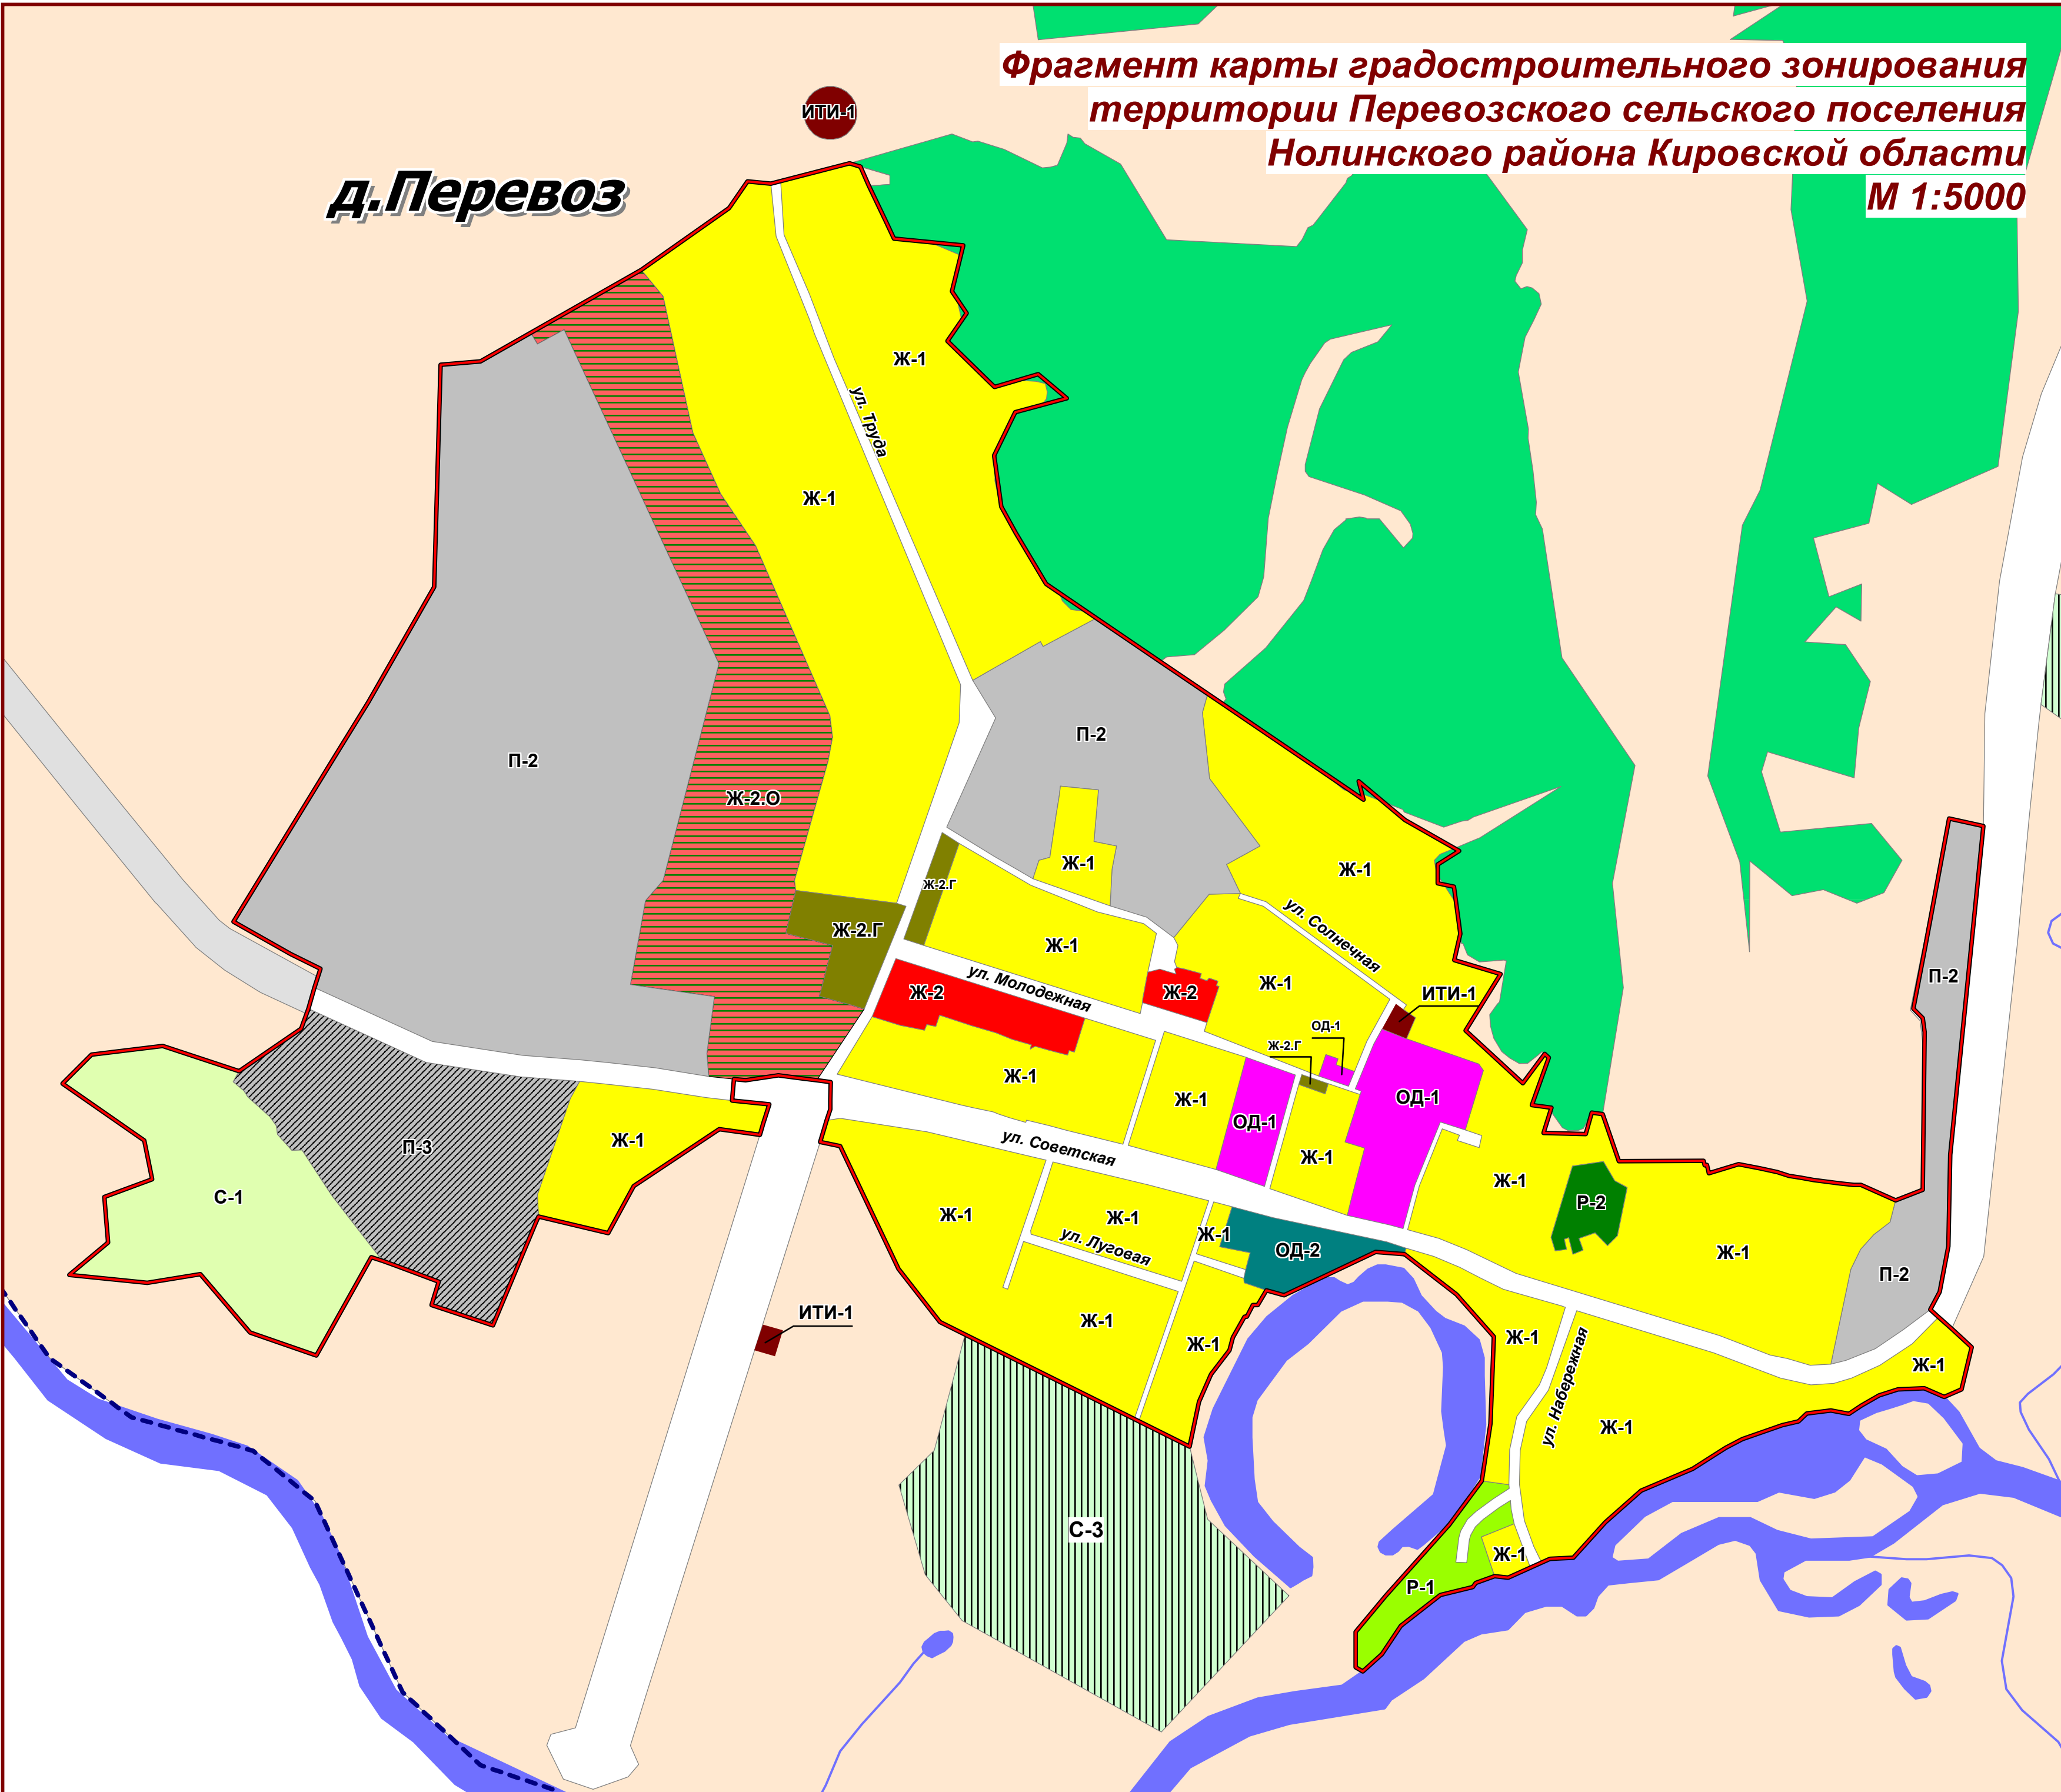 Фрагмент карты градостроительного зонирования
территории Перевозского сельского поселения
Нолинского района Кировской области
М 1:5000
ИТИ-1
д.Перевоз
Ж-1
ул. Труда
Ж-1
П-2
П-2
Ж-2.О
Ж-1
Ж-1
Ж-2.Г
Ж-2.Г
Ж-1
ул. Солнечная
ул. Молодежная
Ж-2
Ж-2
Ж-1
ИТИ-1
П-2
ОД-1
Ж-2.Г
Ж-1
Ж-1
ОД-1
ОД-1
П-3
Ж-1
ул. Советская
Ж-1
Ж-1
С-1
Р-2
Ж-1
Ж-1
Ж-1
ул. Луговая
ОД-2
Ж-1
П-2
ИТИ-1
Ж-1
Ж-1
Ж-1
ул. Набережная
Ж-1
Ж-1
С-3
Ж-1
Р-1